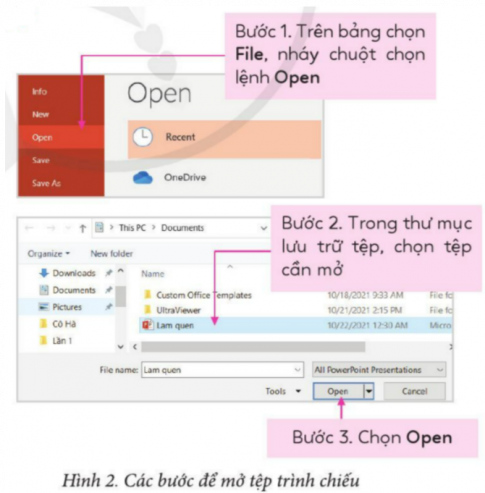 Bước 1. Trên bảng chọn
File, nháy chuột chọn
lệnh Open
Info
New
Open
Save
Save As
Open
Recent
OneDrive
This PC > Documents
Organize
New folder
Downloads
Documents
Pictures
Cô Hà
Lần 1
Name
Custom Office Templates 10/18/2021 9:33 AM File fo
UltraViewer 10/21/2021 2:15 PM File fo
Lam quen 10/22/2021 12:30 AM Micro
Bước 2. Trong thư mục
lưu trữ tệp, chọn tệp
cần mở
File name: Lam quen
All PowerPoint Presentations
Tools Open Cancel
Bước 3. Chọn Open
Hình 2. Các bước để mở tệp trình chiếu